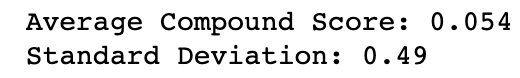 Average Compound Score: 0.054
Standard Deviation: 0.49